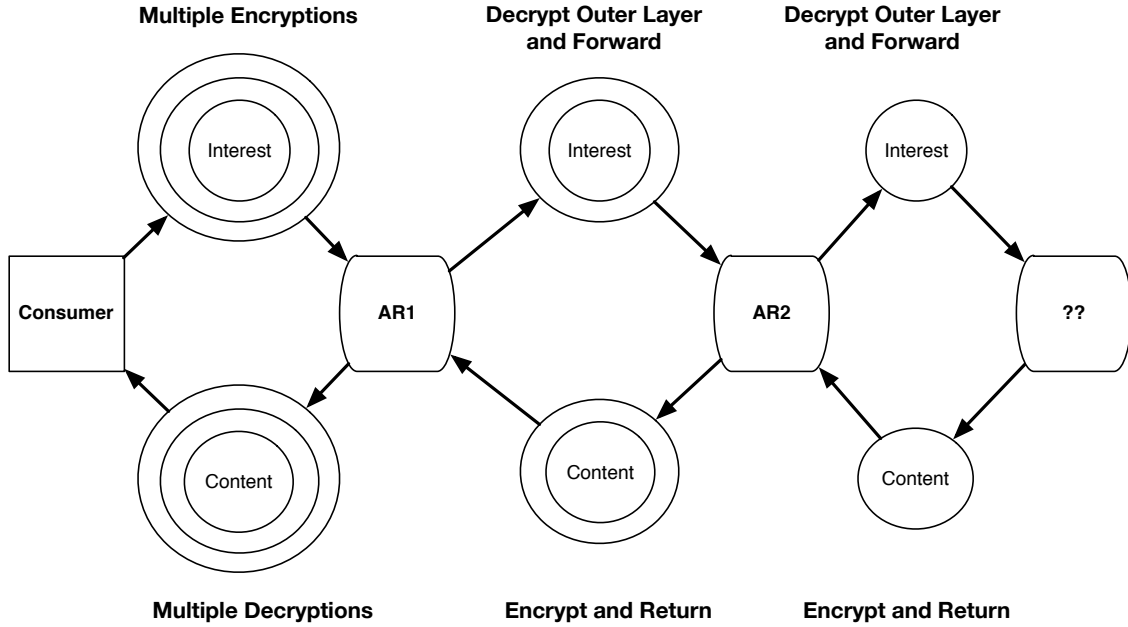 Multiple Encryptions
Decrypt Outer Layer
and Forward
Decrypt Outer Layer
and Forward
Interest
Interest
Interest
Consumer
AR1
AR2
??
Content
Content
Content
Multiple Decryptions
Encrypt and Return
Encrypt and Return